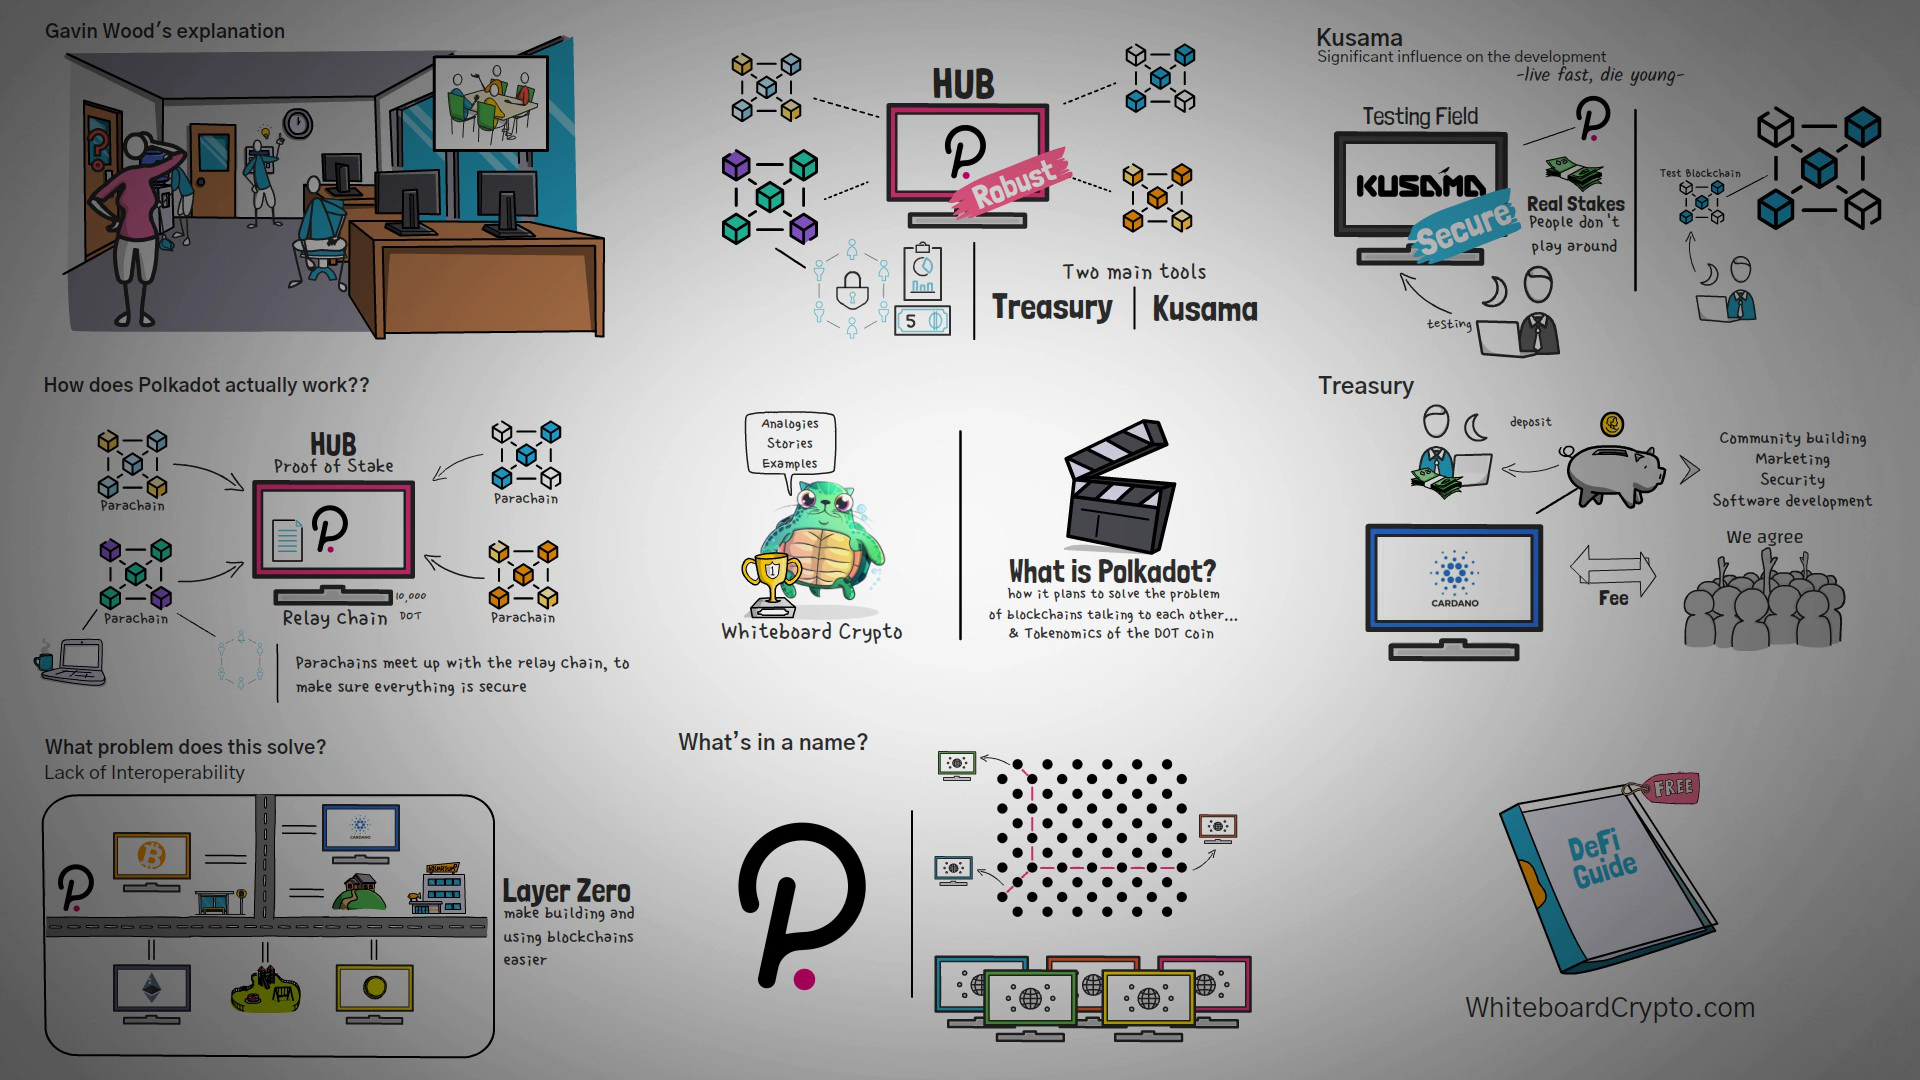 Gavin Wood's explanation
HUB
Robust
Two main tools
Treasury
Kusama
5
Kusama
Significant influence on the development
-live fast, die young-
Testing Field
KUSAMA
Secure
Real Stakes
People don't
play around
Test Blockchain
testing
How does Polkadot actually work??
HUB
Proof of Stake
Parachain
Parachain
Parachain
Parachain
Relay chain
10,000
DOT
Parachains meet up with the relay chain, to
make sure everything is secure
Analogies
Stories
Examples
1
Whiteboard Crypto
What is Polkadot?
how it plans to solve the problem
of blockchains talking to each other...
& Tokenomics of the DOT coin
Treasury
deposit
Community building
Marketing
Security
Software development
CARDANO
Fee
We agree
What problem does this solve?
Lack of Interoperability
CARDANO
Layer Zero
make building and
using blockchains
easier
What's in a name?
FREE
DeFi
Guide
WhiteboardCrypto.com